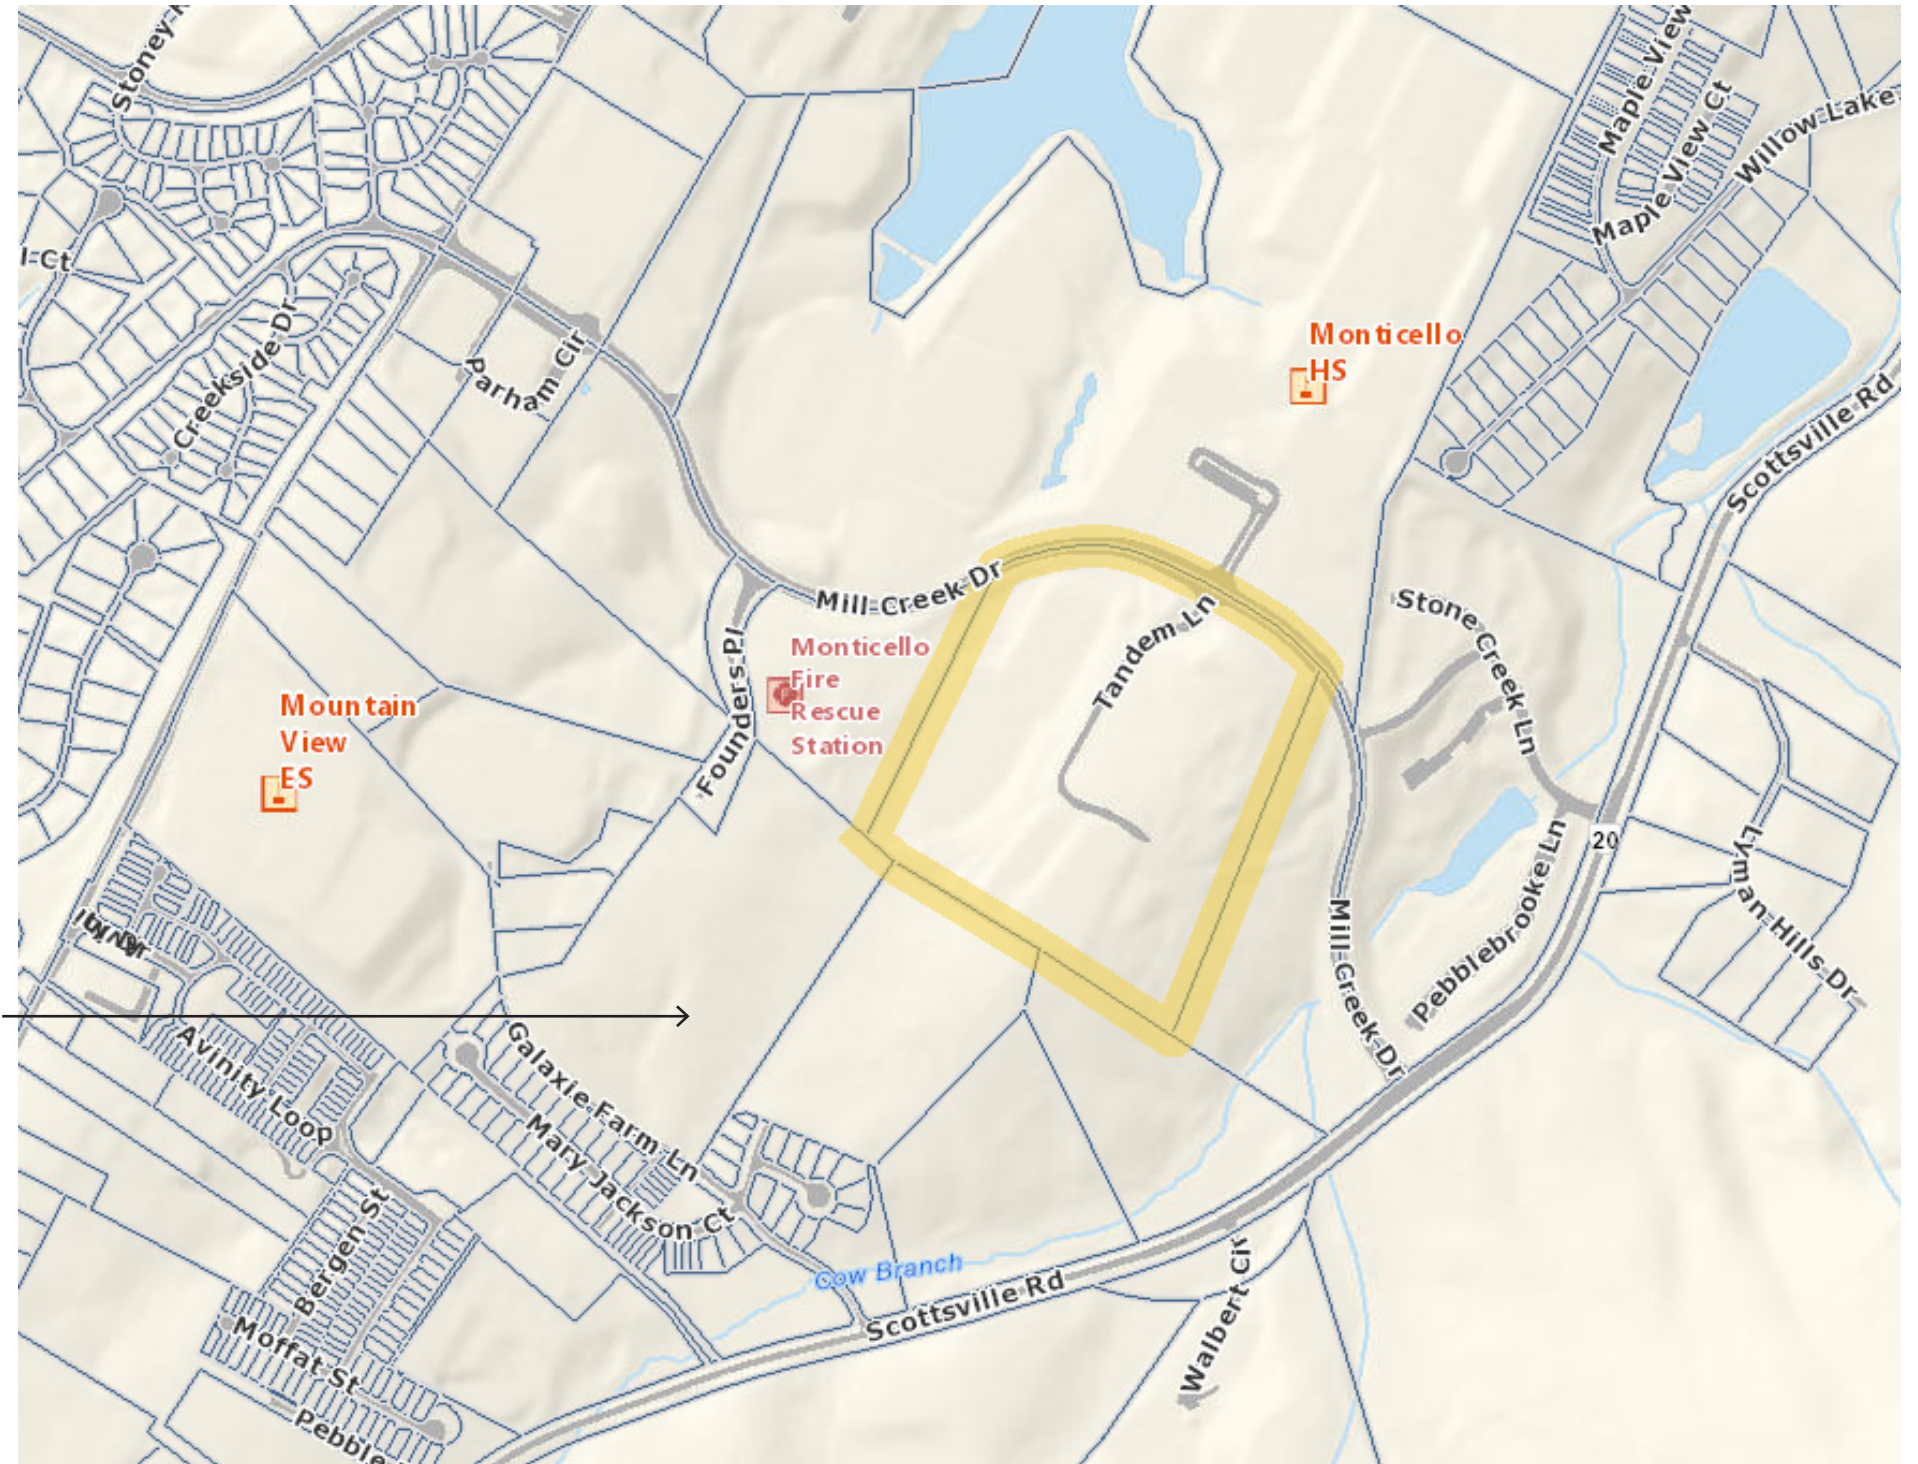 Stoney
Maple View
Maple View Ct
Willow Lake
l Ct
Creekside Dr
Parham Cir
Monticello
HS
Scottsville Rd
Mill Creek Dr
Stone Creek Ln
Tandem Ln
Monticello
Fire
Rescue
Station
Founders Pl
Mountain
View
ES
20
Lyman Hills Dr
Pebblebrooke Ln
Mill Creek Dr
Avinity Loop
Galaxie Farm Ln
Mary Jackson Ct
Bergen St
Cow Branch
Scottsville Rd
Walbert Cir
Moffat St
Pebble